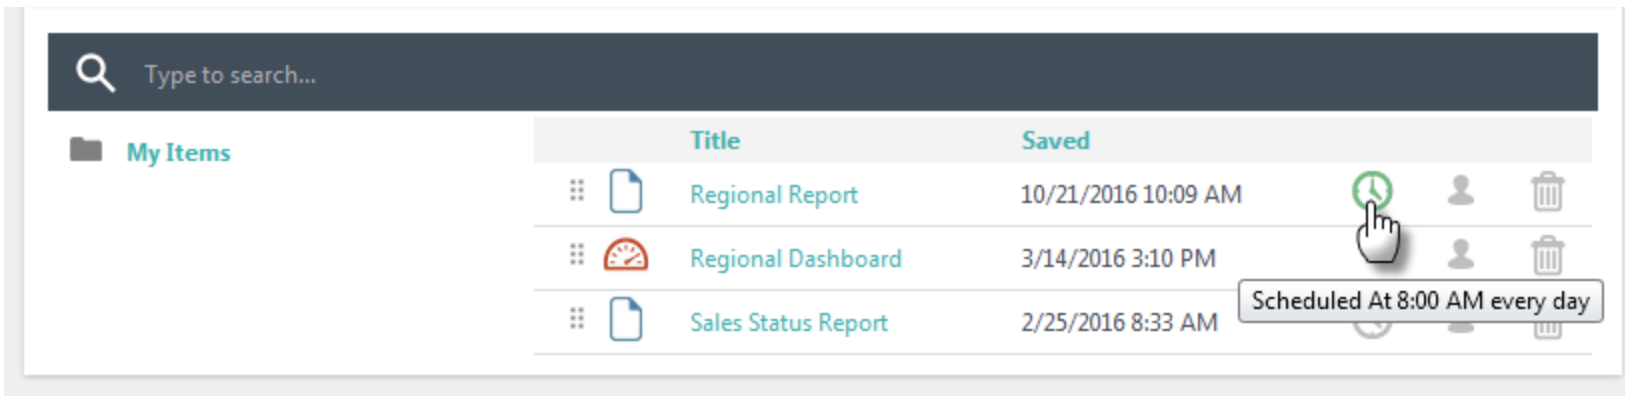 Type to search...
My Items
Title Saved
Regional Report 10/21/2016 10:09 AM
Regional Dashboard 3/14/2016 3:10 PM
Scheduled At 8:00 AM every day
Sales Status Report 2/25/2016 8:33 AM